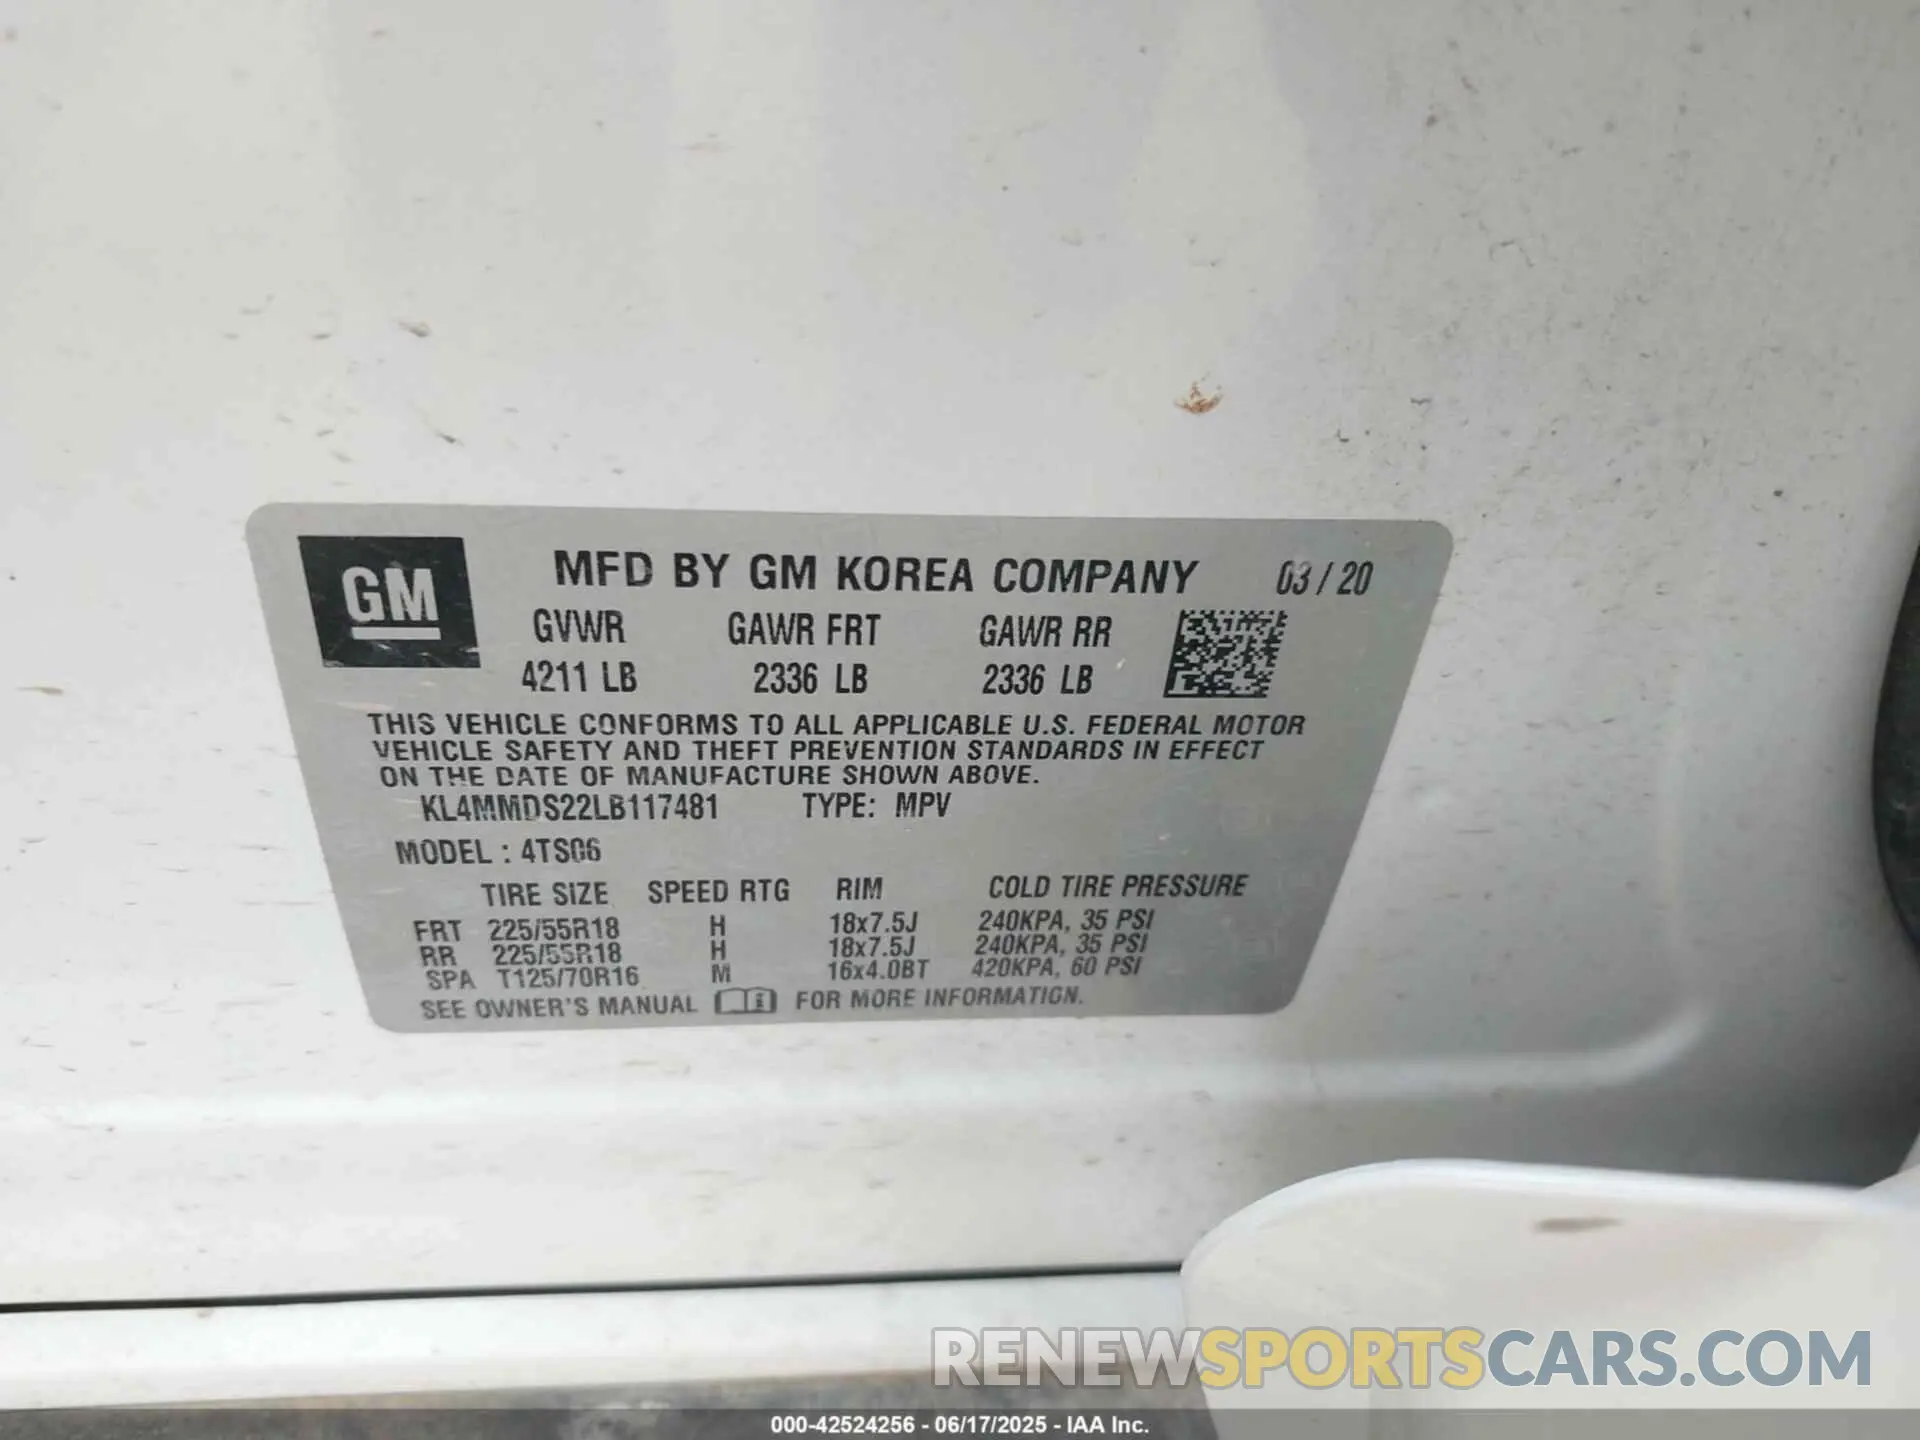 GM
MFD BY GM KOREA COMPANY 03/20
GVWR GAWR FRT GAWR RR
4211 LB 2336 LB 2336 LB
THIS VEHICLE CONFORMS TO ALL APPLICABLE U.S. FEDERAL MOTOR
VEHICLE SAFETY AND THEFT PREVENTION STANDARDS IN EFFECT
ON THE DATE OF MANUFACTURE SHOWN ABOVE.
KL4MMDS22LB117481 TYPE: MPV
MODEL : 4TS06
TIRE SIZE SPEED RTG RIM COLD TIRE PRESSURE
FRT 225/55R18 H 18x7.5J 240KPA, 35 PSI
RR 225/55R18 H 18x7.5J 240KPA, 35 PSI
SPA T125/70R16 M 16x4.0BT 420KPA, 60 PSI
SEE OWNER'S MANUAL FOR MORE INFORMATION.
RENEWSPORTSCARS.COM
000-42524256 - 06/17/2025 - IAA Inc.